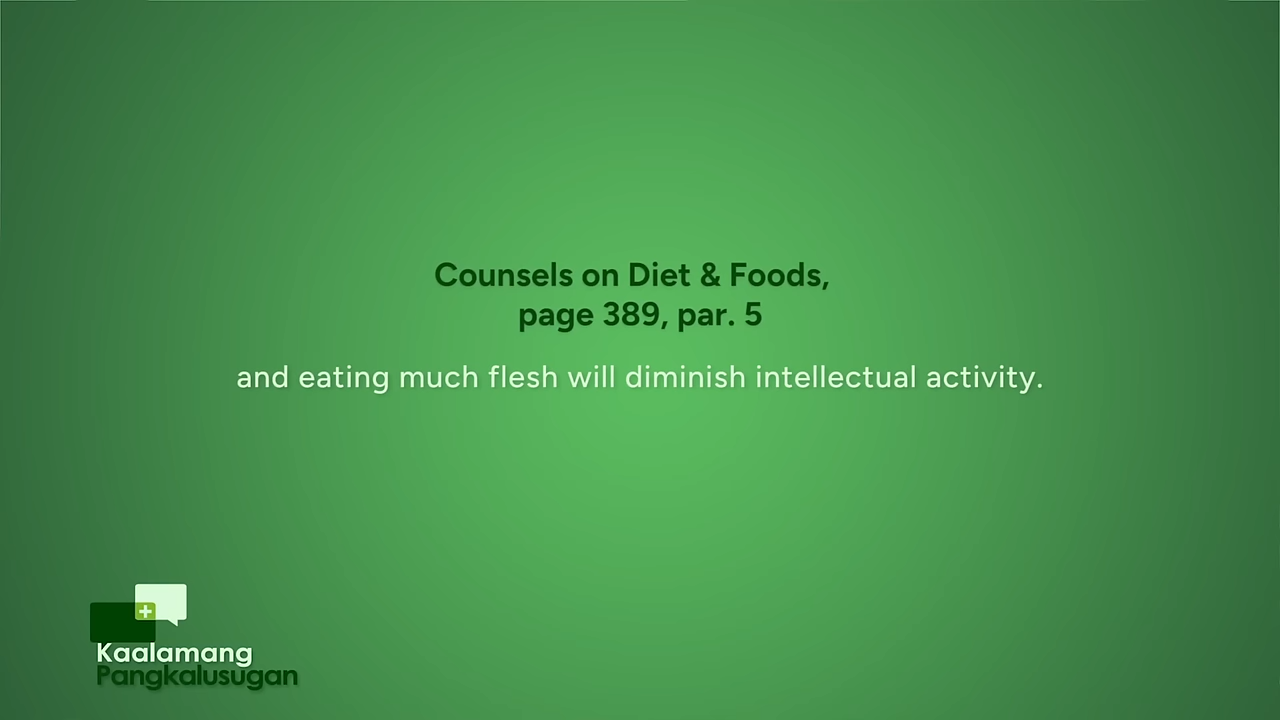 Counsels on Diet & Foods,
page 389, par. 5
and eating much flesh will diminish intellectual activity.
Kaalamang
Pangkalusugan